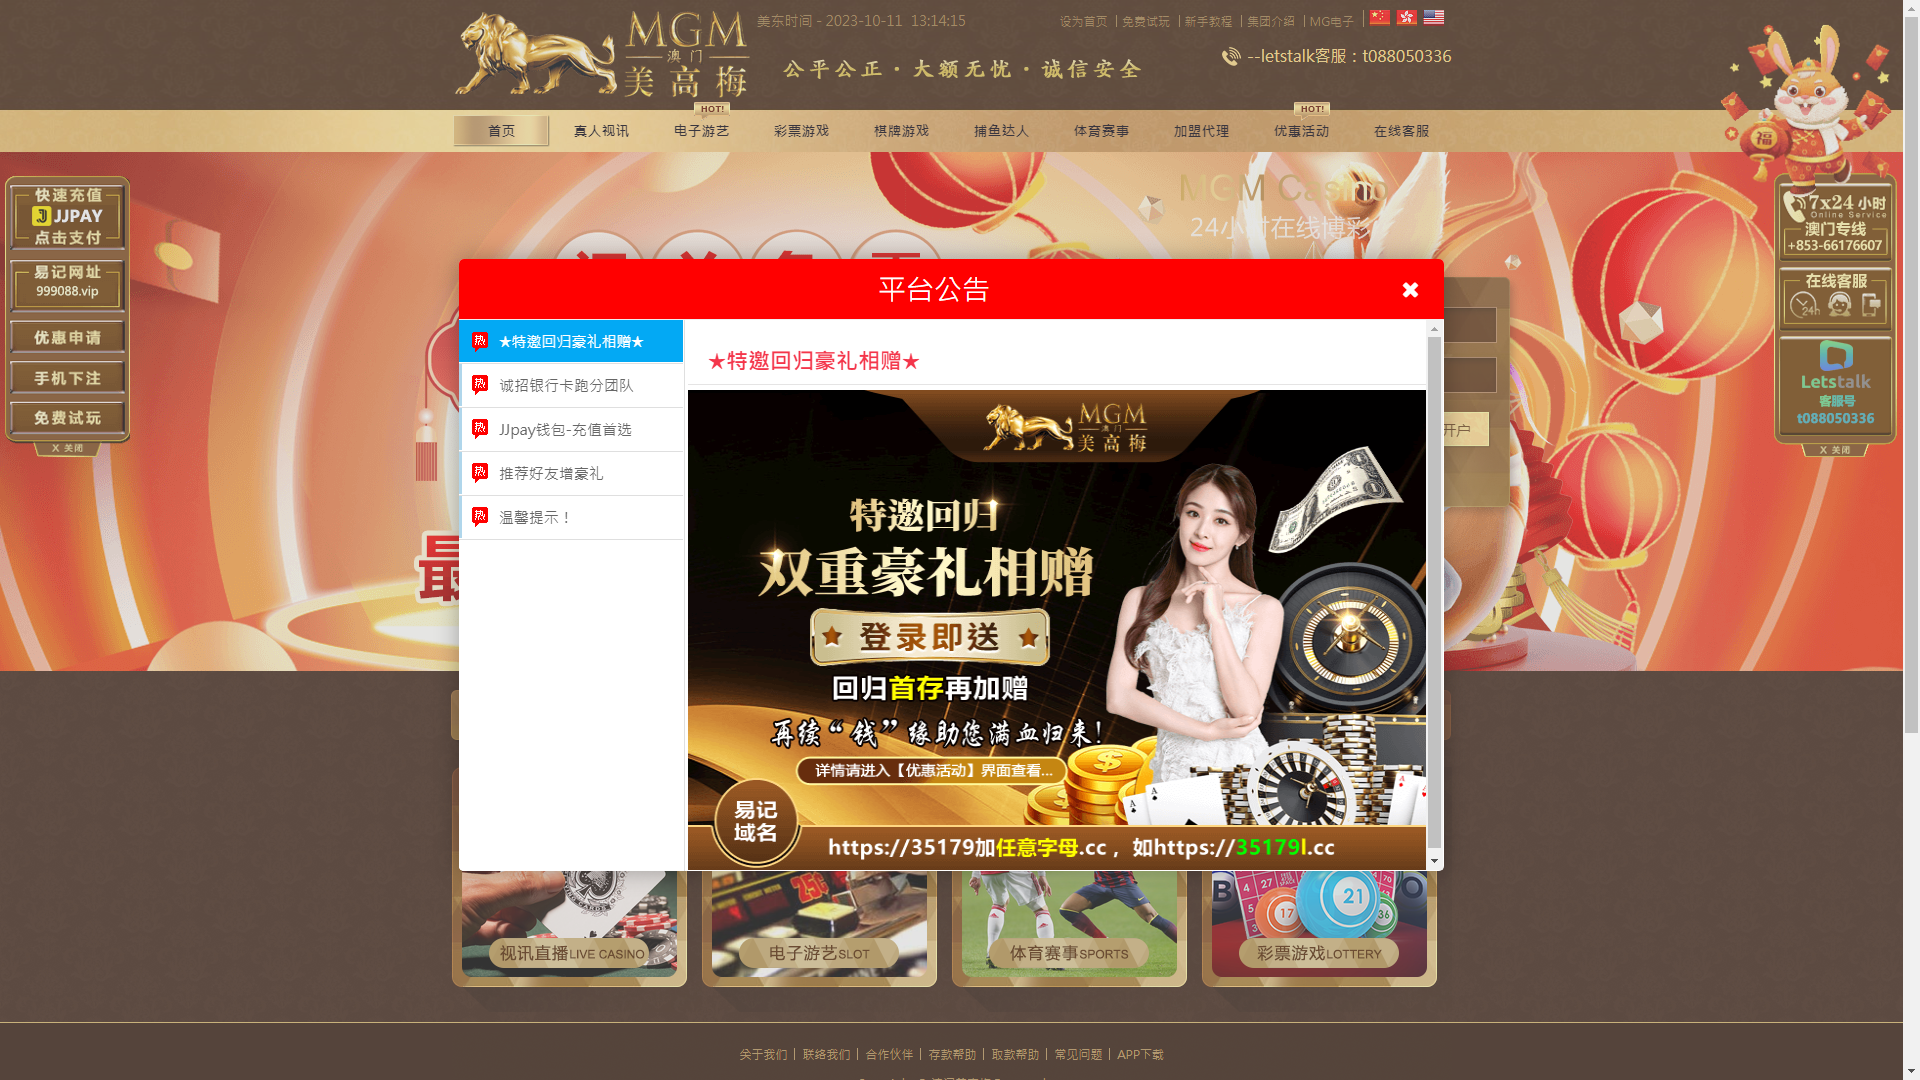 MGM
澳门
美高梅
美东时间 - 2023-10-11 13:14:15
设为首页 | 免费试玩 | 新手教程 | 集团介绍 | MG电子
公平公正·大额无忧·诚信安全
--letstalk客服：t088050336
HOT!
HOT!
首页 真人视讯 电子游艺 彩票游戏 棋牌游戏 捕鱼达人 体育赛事 加盟代理 优惠活动 在线客服
福
快速充值
JJPAY
点击支付
易记网址
999088.vip
优惠申请
手机下注
免费试玩
X 关闭
MGM Casino
24小时在线博彩
7x24 小时
Online Service
澳门专线
+853-66176607
在线客服
24h
Letstalk
客服号
t088050336
X 关闭
平台公告
✖
热 ★特邀回归豪礼相赠★
热 诚招银行卡跑分团队
热 JJpay钱包-充值首选
热 推荐好友增豪礼
热 温馨提示！
★特邀回归豪礼相赠★
MGM
澳门
美高梅
特邀回归
双重豪礼相赠
登录即送
回归首存再加赠
再续“钱”缘助您满血归来!
详情请进入【优惠活动】界面查看...
易记
域名
https://35179加任意字母.cc ，如https://35179l.cc
开户
最
视讯直播LIVE CASINO
电子游艺SLOT
体育赛事SPORTS
彩票游戏LOTTERY
关于我们 | 联络我们 | 合作伙伴 | 存款帮助 | 取款帮助 | 常见问题 | APP下载